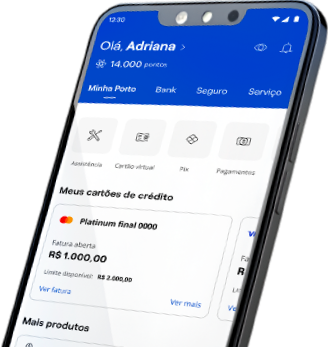 12:30
Olá, Adriana >
14.000 pontos
Minha Porto Bank Seguro Serviço
Assistência Cartão virtual Pix Pagamentos
Meus cartões de crédito
Platinum final 0000
Fatura aberta
R$ 1.000,00
Limite disponível R$ 2.000,00
Ver fatura Ver mais
Mais produtos